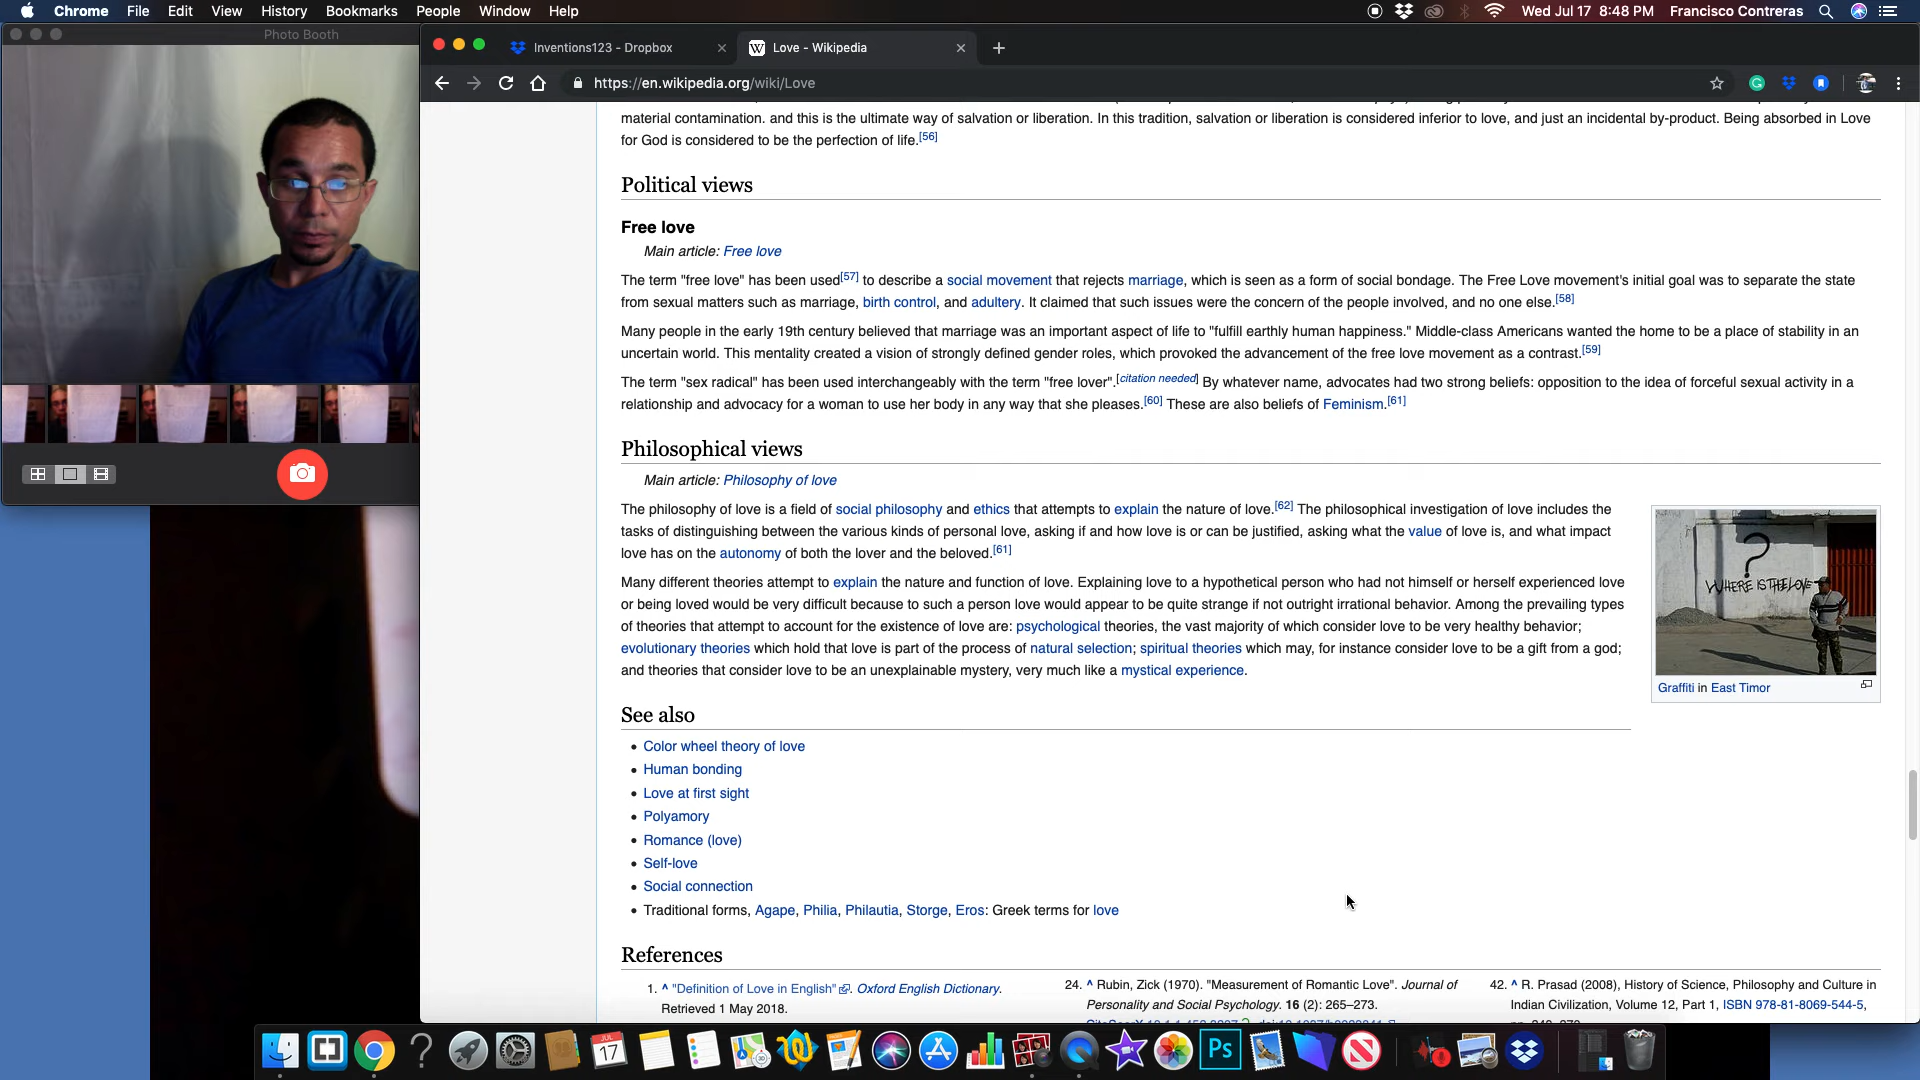 Chrome File Edit View History Bookmarks People Window Help
Wed Jul 17 8:48 PM Francisco Contreras
Photo Booth
Inventions123 - Dropbox
Love - Wikipedia
https://en.wikipedia.org/wiki/Love
material contamination. and this is the ultimate way of salvation or liberation. In this tradition, salvation or liberation is considered inferior to love, and just an incidental by-product. Being absorbed in Love
for God is considered to be the perfection of life.[56]
Political views
Free love
Main article: Free love
The term "free love" has been used[57] to describe a social movement that rejects marriage, which is seen as a form of social bondage. The Free Love movement's initial goal was to separate the state
from sexual matters such as marriage, birth control, and adultery. It claimed that such issues were the concern of the people involved, and no one else.[58]
Many people in the early 19th century believed that marriage was an important aspect of life to "fulfill earthly human happiness." Middle-class Americans wanted the home to be a place of stability in an
uncertain world. This mentality created a vision of strongly defined gender roles, which provoked the advancement of the free love movement as a contrast.[59]
The term "sex radical" has been used interchangeably with the term "free lover".[citation needed] By whatever name, advocates had two strong beliefs: opposition to the idea of forceful sexual activity in a
relationship and advocacy for a woman to use her body in any way that she pleases.[60] These are also beliefs of Feminism.[61]
Philosophical views
Main article: Philosophy of love
The philosophy of love is a field of social philosophy and ethics that attempts to explain the nature of love.[62] The philosophical investigation of love includes the
tasks of distinguishing between the various kinds of personal love, asking if and how love is or can be justified, asking what the value of love is, and what impact
love has on the autonomy of both the lover and the beloved.[61]
Many different theories attempt to explain the nature and function of love. Explaining love to a hypothetical person who had not himself or herself experienced love
or being loved would be very difficult because to such a person love would appear to be quite strange if not outright irrational behavior. Among the prevailing types
of theories that attempt to account for the existence of love are: psychological theories, the vast majority of which consider love to be very healthy behavior;
evolutionary theories which hold that love is part of the process of natural selection; spiritual theories which may, for instance consider love to be a gift from a god;
and theories that consider love to be an unexplainable mystery, very much like a mystical experience.
?
WHERE IS THE LOVE
Graffiti in East Timor
See also
Color wheel theory of love
Human bonding
Love at first sight
Polyamory
Romance (love)
Self-love
Social connection
Traditional forms, Agape, Philia, Philautia, Storge, Eros: Greek terms for love
References
1. ^ "Definition of Love in English". Oxford English Dictionary.
Retrieved 1 May 2018.
24. ^ Rubin, Zick (1970). "Measurement of Romantic Love". Journal of
Personality and Social Psychology. 16 (2): 265–273.
42. ^ R. Prasad (2008), History of Science, Philosophy and Culture in
Indian Civilization, Volume 12, Part 1, ISBN 978-81-8069-544-5,
JUL
17
Ps